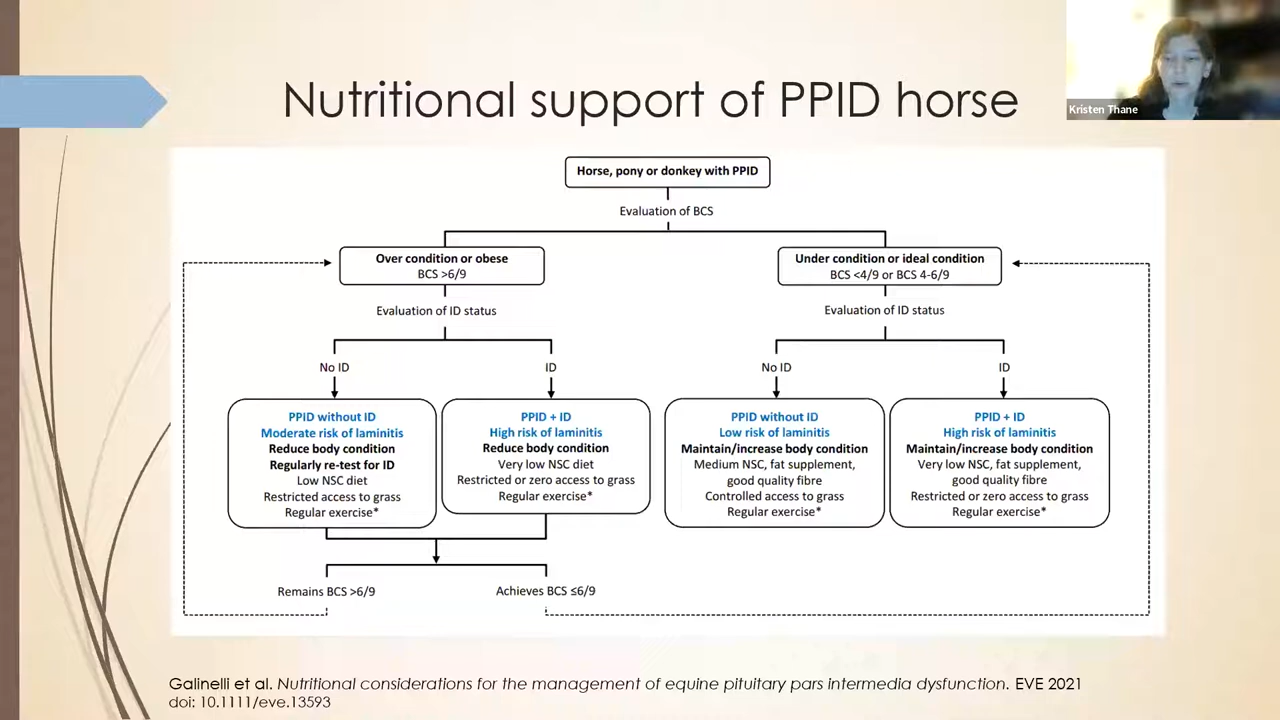 Nutritional support of PPID horse
Kristen Thane
Horse, pony or donkey with PPID
Evaluation of BCS
Over condition or obese
BCS >6/9
Under condition or ideal condition
BCS <4/9 or BCS 4-6/9
Evaluation of ID status
Evaluation of ID status
No ID
ID
No ID
ID
PPID without ID
Moderate risk of laminitis
Reduce body condition
Regularly re-test for ID
Low NSC diet
Restricted access to grass
Regular exercise*
PPID + ID
High risk of laminitis
Reduce body condition
Very low NSC diet
Restricted or zero access to grass
Regular exercise*
PPID without ID
Low risk of laminitis
Maintain/increase body condition
Medium NSC, fat supplement,
good quality fibre
Controlled access to grass
Regular exercise*
PPID + ID
High risk of laminitis
Maintain/increase body condition
Very low NSC, fat supplement,
good quality fibre
Restricted or zero access to grass
Regular exercise*
Remains BCS >6/9
Achieves BCS ≤6/9
Galinelli et al. Nutritional considerations for the management of equine pituitary pars intermedia dysfunction. EVE 2021
doi: 10.1111/eve.13593